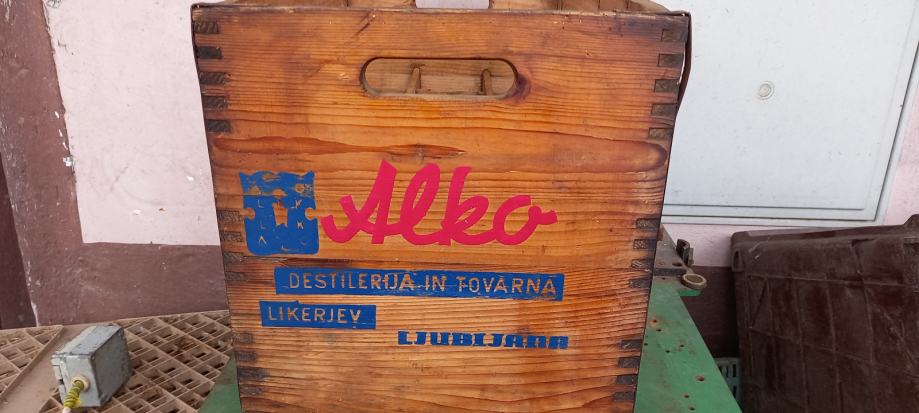 Alko
DESTILERIJA IN TOVARNA
LIKERJEV
LJUBLJANA